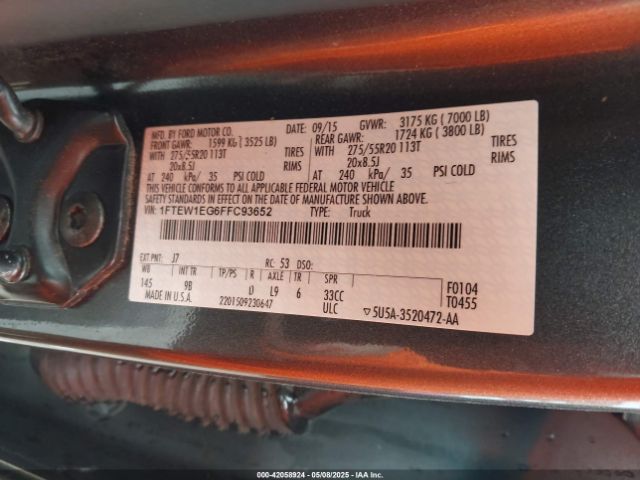 MFD. BY FORD MOTOR CO.
DATE: 09/15 GVWR: 3175 KG ( 7000 LB)
FRONT GAWR: 1599 KG ( 3525 LB) REAR GAWR: 1724 KG ( 3800 LB)
WITH 275/55R20 113T TIRES WITH 275/55R20 113T TIRES
20x8.5J RIMS 20x8.5J RIMS
AT 240 kPa/ 35 PSI COLD AT 240 kPa/ 35 PSI COLD
THIS VEHICLE CONFORMS TO ALL APPLICABLE FEDERAL MOTOR VEHICLE
SAFETY STANDARDS IN EFFECT ON THE DATE OF MANUFACTURE SHOWN ABOVE.
VIN: 1FTEW1EG6FFC93652 TYPE: Truck
EXT PNT: J7 RC: 53 DSO:
WB INT TR TP/PS R AXLE TR SPR
145 9B D L9 6 33CC F0104
MADE IN U.S.A. 2201509230647 ULC T0455
5U5A-3520472-AA
00-42058924 - 05/08/2025 - IAA Inc.